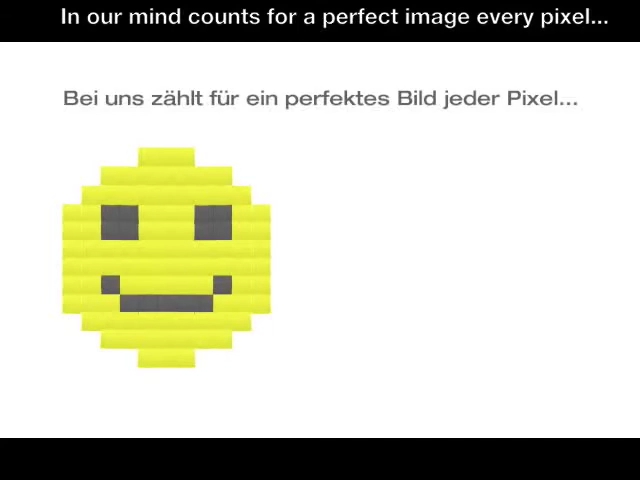 In our mind counts for a perfect image every pixel...
Bei uns zählt für ein perfektes Bild jeder Pixel...